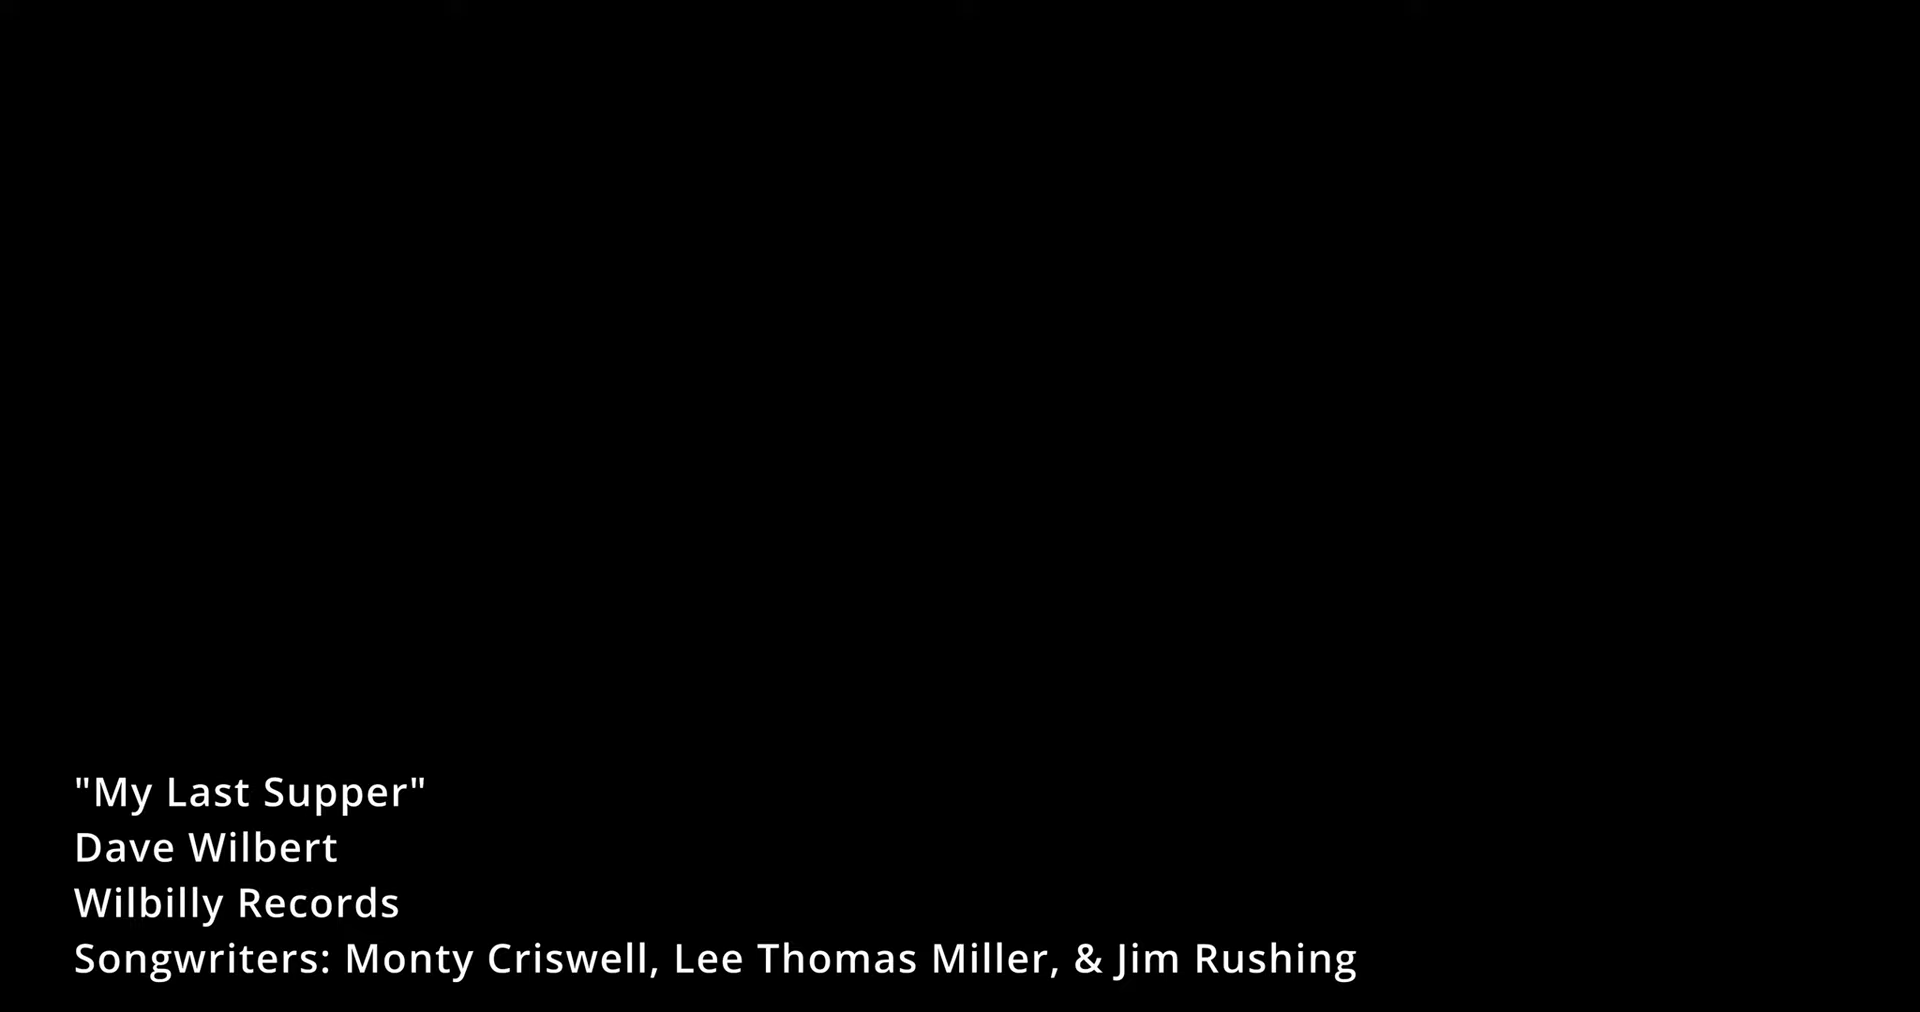 "My Last Supper"
Dave Wilbert
Wilbilly Records
Songwriters: Monty Criswell, Lee Thomas Miller, & Jim Rushing